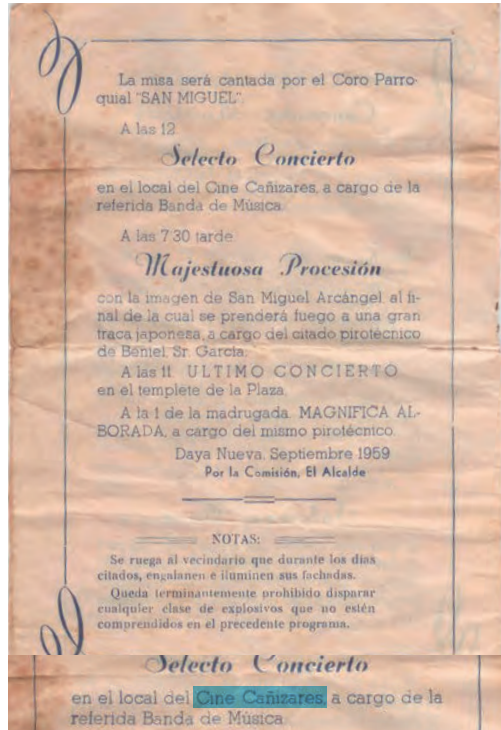 La misa será cantada por el Coro Parro-
quial "SAN MIGUEL".
A las 12.
Selecto Concierto
en el local del Cine Cañizares, a cargo de la
referida Banda de Música.
A las 7'30 tarde
Majestuosa Procesión
con la imagen de San Miguel Arcángel, al fi-
nal de la cual se prenderá fuego a una gran
traca japonesa, a cargo del citado pirotécnico
de Beniel, Sr. García.
A las 11 ULTIMO CONCIERTO
en el templete de la Plaza.
A la 1 de la madrugada. MAGNIFICA AL-
BORADA, a cargo del mismo pirotécnico.
Daya Nueva, Septiembre 1959
Por la Comisión, El Alcalde
NOTAS:
Se ruega al vecindario que durante los días
citados, engalanen e iluminen sus fachadas.
Queda terminantemente prohibido disparar
cualquier clase de explosivos que no estén
comprendidos en el precedente programa.
Selecto Concierto
en el local del Cine Cañizares, a cargo de la
referida Banda de Música.